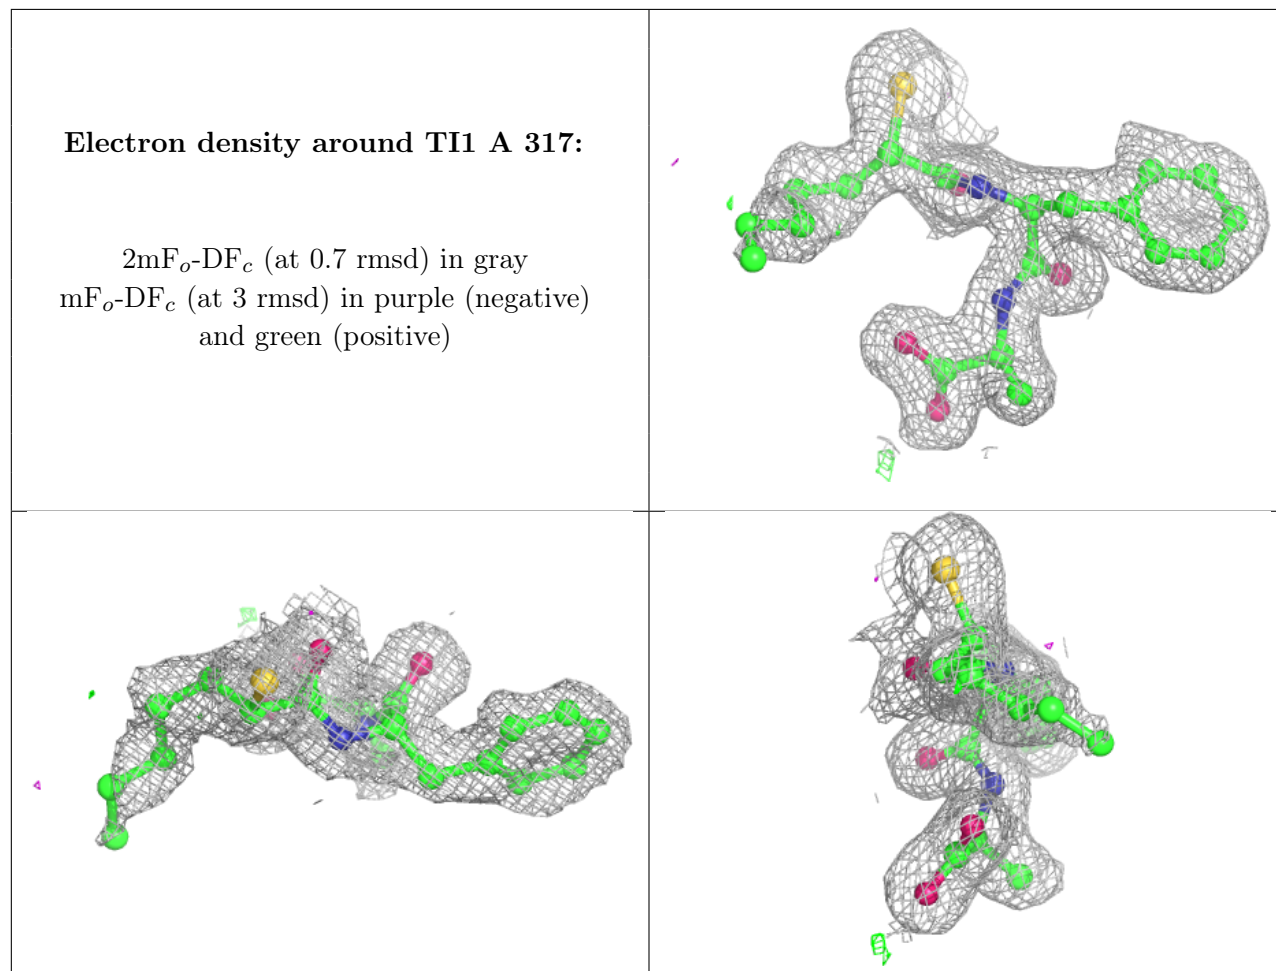 Electron density around TI1 A 317:
2mFo-DFc (at 0.7 rmsd) in gray
mFo-DFc (at 3 rmsd) in purple (negative)
and green (positive)